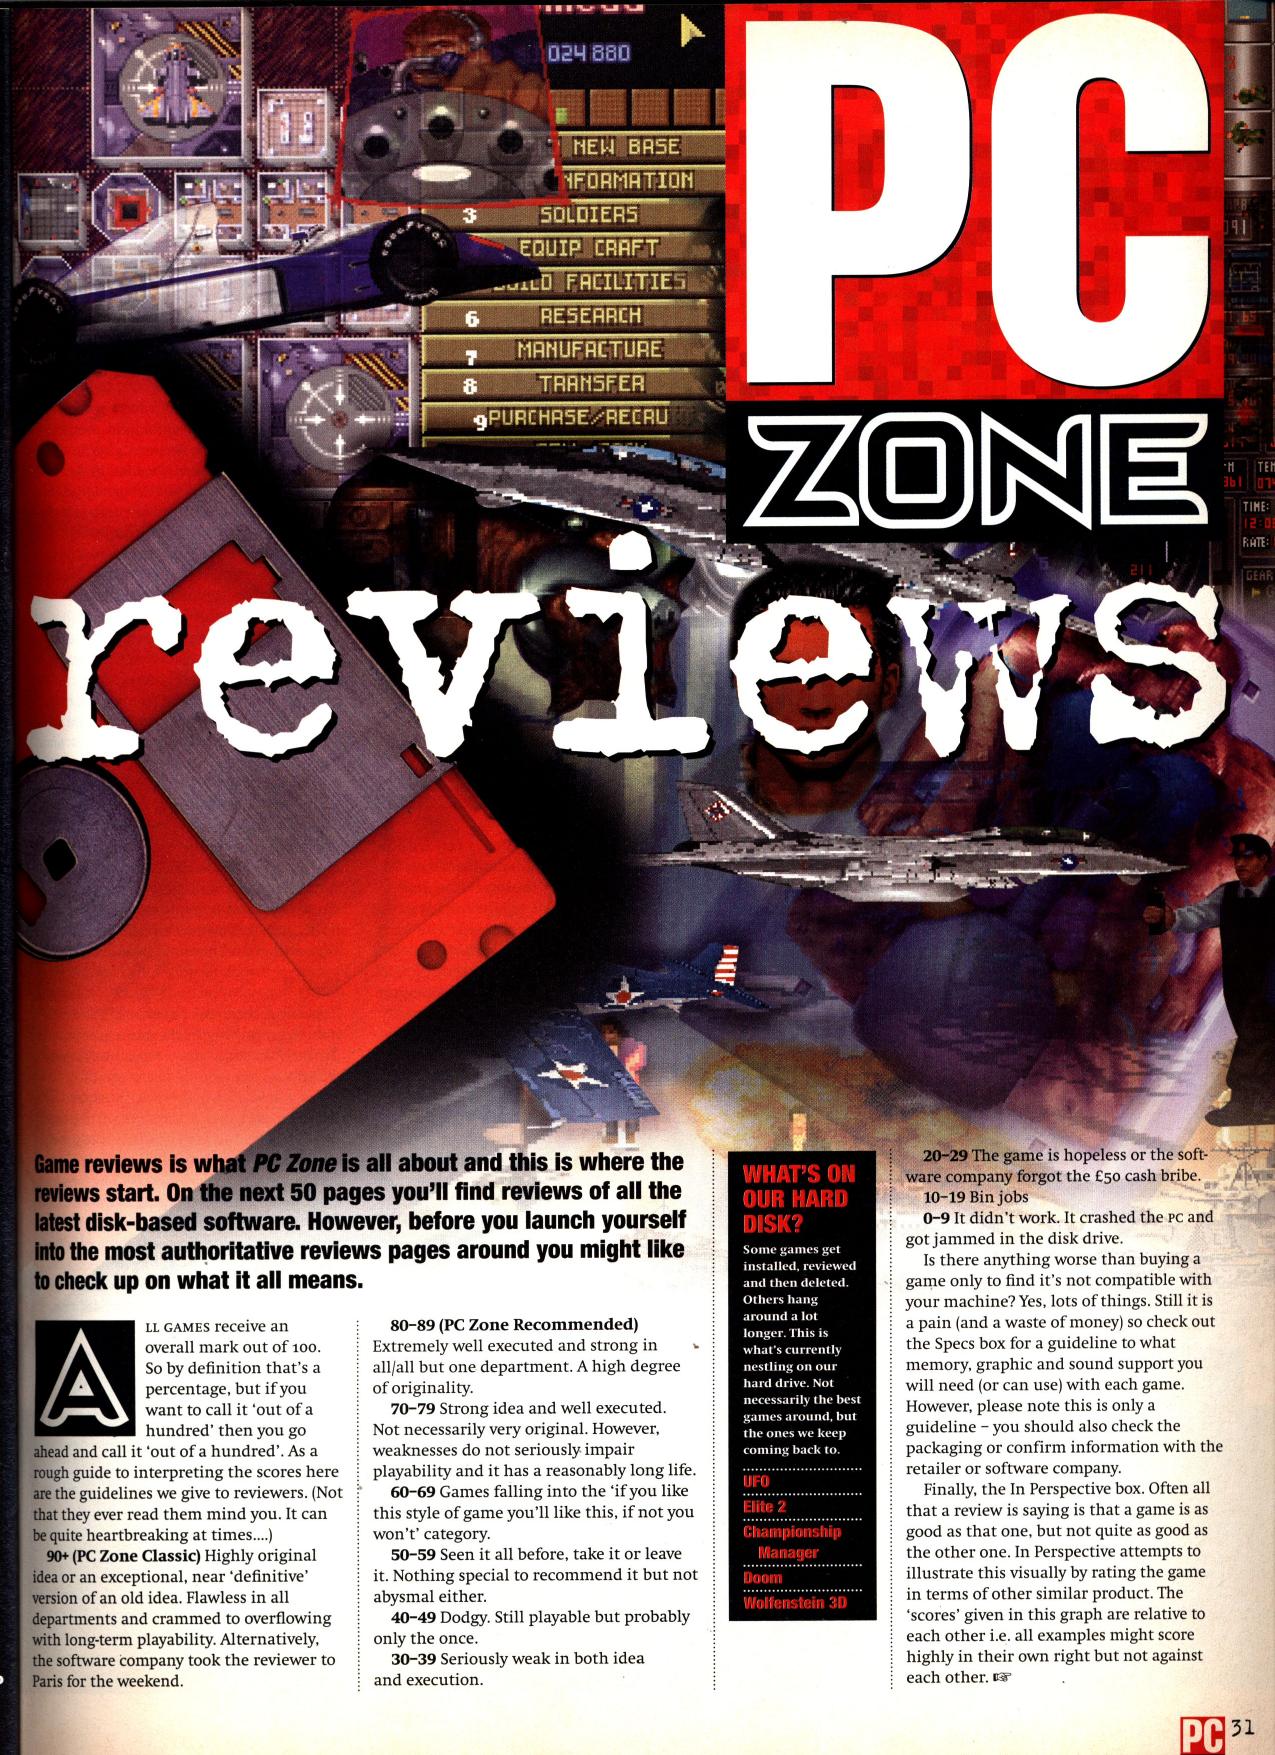 024 880
NEW BASE
NFORMATION
3 SOLDIERS
EQUIP CRAFT
FACILITIES
6 RESEARCH
7 MANUFACTURE
8 TRANSFER
9 PURCHASE/RECRU
PC
ZONE
TIME:
RATE:
GEAR
211
reviews
Game reviews is what PC Zone is all about and this is where the
reviews start. On the next 50 pages you'll find reviews of all the
latest disk-based software. However, before you launch yourself
into the most authoritative reviews pages around you might like
to check up on what it all means.
ALL GAMES receive an
overall mark out of 100.
So by definition that's a
percentage, but if you
want to call it 'out of a
hundred' then you go
ahead and call it 'out of a hundred'. As a
rough guide to interpreting the scores here
are the guidelines we give to reviewers. (Not
that they ever read them mind you. It can
be quite heartbreaking at times....)
90+ (PC Zone Classic) Highly original
idea or an exceptional, near 'definitive'
version of an old idea. Flawless in all
departments and crammed to overflowing
with long-term playability. Alternatively,
the software company took the reviewer to
Paris for the weekend.
80–89 (PC Zone Recommended)
Extremely well executed and strong in
all/all but one department. A high degree
of originality.
70–79 Strong idea and well executed.
Not necessarily very original. However,
weaknesses do not seriously impair
playability and it has a reasonably long life.
60–69 Games falling into the 'if you like
this style of game you'll like this, if not you
won't' category.
50–59 Seen it all before, take it or leave
it. Nothing special to recommend it but not
abysmal either.
40–49 Dodgy. Still playable but probably
only the once.
30–39 Seriously weak in both idea
and execution.
WHAT'S ON
OUR HARD
DISK?
Some games get
installed, reviewed
and then deleted.
Others hang
around a lot
longer. This is
what's currently
nestling on our
hard drive. Not
necessarily the best
games around, but
the ones we keep
coming back to.
UFO
Elite 2
Championship
Manager
Doom
Wolfenstein 3D
20–29 The game is hopeless or the soft-
ware company forgot the £50 cash bribe.
10–19 Bin jobs
0–9 It didn't work. It crashed the PC and
got jammed in the disk drive.
Is there anything worse than buying a
game only to find it's not compatible with
your machine? Yes, lots of things. Still it is
a pain (and a waste of money) so check out
the Specs box for a guideline to what
memory, graphic and sound support you
will need (or can use) with each game.
However, please note this is only a
guideline – you should also check the
packaging or confirm information with the
retailer or software company.
Finally, the In Perspective box. Often all
that a review is saying is that a game is as
good as that one, but not quite as good as
the other one. In Perspective attempts to
illustrate this visually by rating the game
in terms of other similar product. The
'scores' given in this graph are relative to
each other i.e. all examples might score
highly in their own right but not against
each other. ☞
PC 31